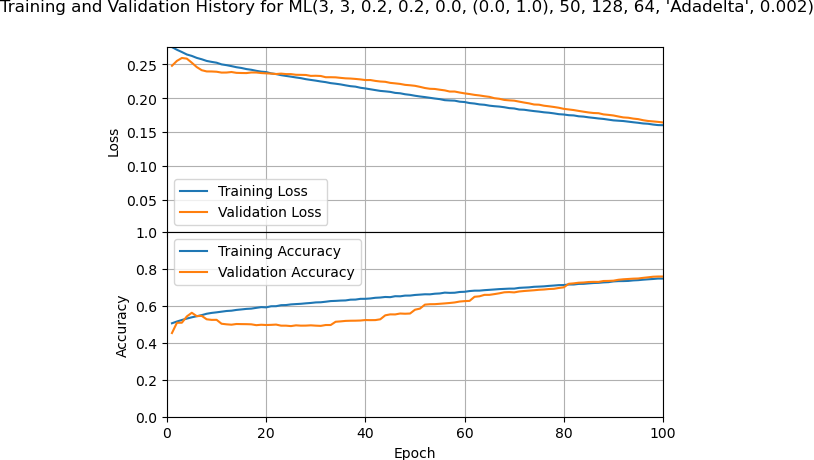 Training and Validation History for ML(3, 3, 0.2, 0.2, 0.0, (0.0, 1.0), 50, 128, 64, 'Adadelta', 0.002)
0.25
0.20
0.15
0.10
0.05
Loss
Training Loss
Validation Loss
1.0
0.8
0.6
0.4
0.2
0.0
Accuracy
Training Accuracy
Validation Accuracy
0 20 40 60 80 100
Epoch